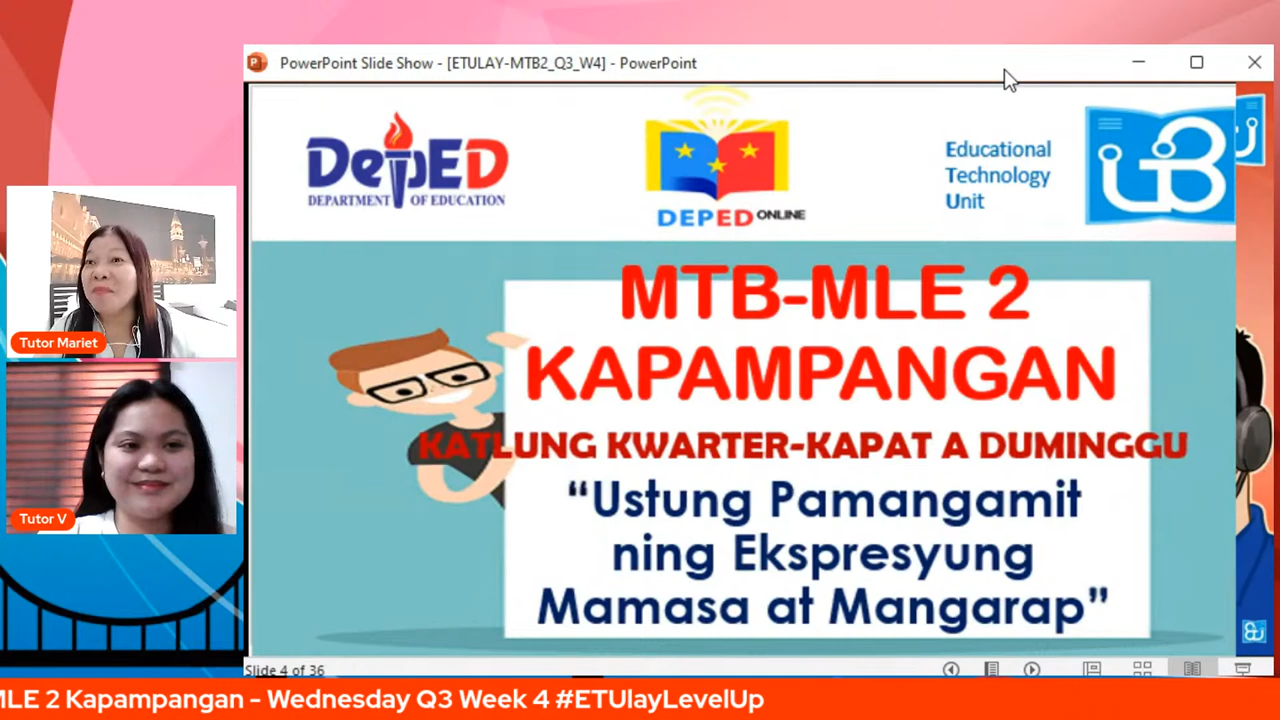 PowerPoint Slide Show - [ETULAY-MTB2_Q3_W4] - PowerPoint
DepED
DEPARTMENT OF EDUCATION
DEPED ONLINE
Educational
Technology
Unit
MTB-MLE 2
KAPAMPANGAN
KATLUNG KWARTER-KAPAT A DUMINGGU
“Ustung Pamangamit
ning Ekspresyung
Mamasa at Mangarap”
Tutor Mariet
Tutor V
Slide 4 of 36
MLE 2 Kapampangan - Wednesday Q3 Week 4 #ETUlayLevelUp